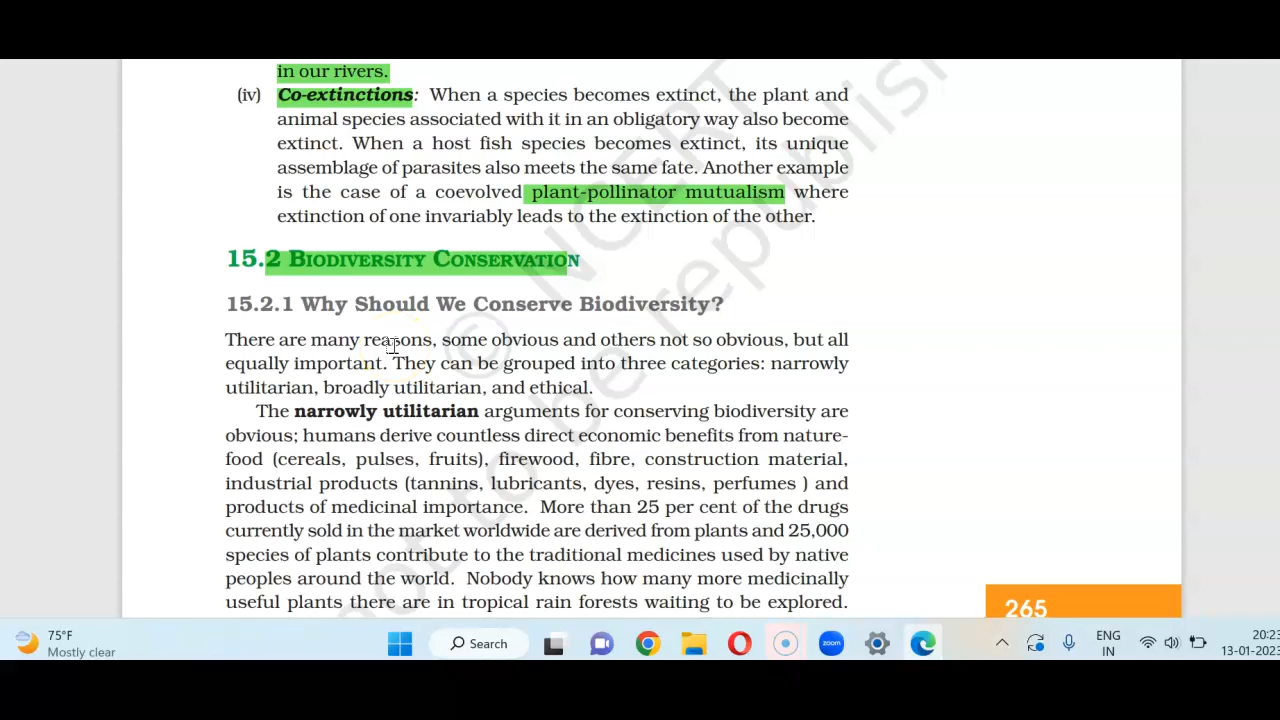 in our rivers.
(iv) Co-extinctions: When a species becomes extinct, the plant and
animal species associated with it in an obligatory way also become
extinct. When a host fish species becomes extinct, its unique
assemblage of parasites also meets the same fate. Another example
is the case of a coevolved plant-pollinator mutualism where
extinction of one invariably leads to the extinction of the other.
15.2 BIODIVERSITY CONSERVATION
15.2.1 Why Should We Conserve Biodiversity?
There are many reasons, some obvious and others not so obvious, but all
equally important. They can be grouped into three categories: narrowly
utilitarian, broadly utilitarian, and ethical.
The narrowly utilitarian arguments for conserving biodiversity are
obvious; humans derive countless direct economic benefits from nature-
food (cereals, pulses, fruits), firewood, fibre, construction material,
industrial products (tannins, lubricants, dyes, resins, perfumes ) and
products of medicinal importance. More than 25 per cent of the drugs
currently sold in the market worldwide are derived from plants and 25,000
species of plants contribute to the traditional medicines used by native
peoples around the world. Nobody knows how many more medicinally
useful plants there are in tropical rain forests waiting to be explored.
265
© NCERT
not to be republis
75°F
Mostly clear
Search
zoom
ENG
IN
20:23
13-01-2023